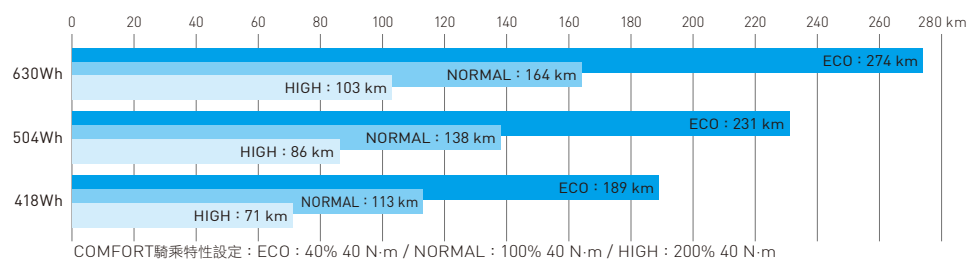 0 20 40 60 80 100 120 140 160 180 200 220 240 260 280 km
630Wh
ECO：274 km
NORMAL：164 km
HIGH：103 km
504Wh
ECO：231 km
NORMAL：138 km
HIGH：86 km
418Wh
ECO：189 km
NORMAL：113 km
HIGH：71 km
COMFORT騎乘特性設定：ECO：40% 40 N·m / NORMAL：100% 40 N·m / HIGH：200% 40 N·m